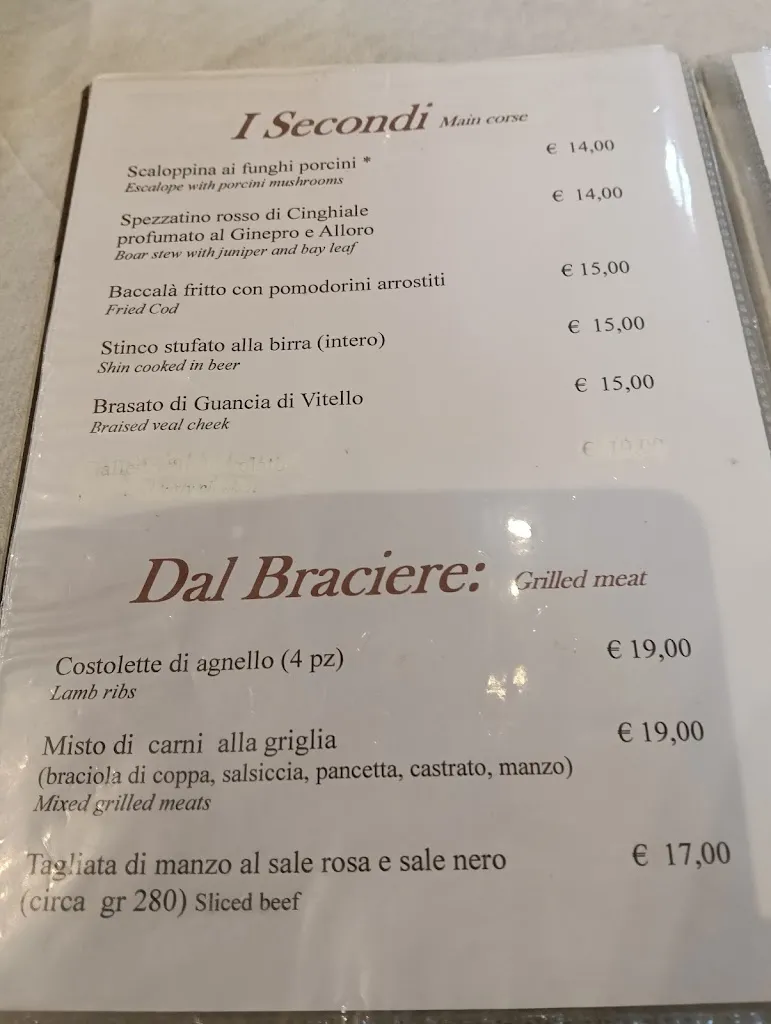 I Secondi Main corse
Scaloppina ai funghi porcini * € 14,00
Escalope with porcini mushrooms
Spezzatino rosso di Cinghiale € 14,00
profumato al Ginepro e Alloro
Boar stew with juniper and bay leaf
Baccalà fritto con pomodorini arrostiti € 15,00
Fried Cod
Stinco stufato alla birra (intero) € 15,00
Shin cooked in beer
Brasato di Guancia di Vitello € 15,00
Braised veal cheek
€ 19,00
Dal Braciere: Grilled meat
Costolette di agnello (4 pz) € 19,00
Lamb ribs
Misto di carni alla griglia € 19,00
(braciola di coppa, salsiccia, pancetta, castrato, manzo)
Mixed grilled meats
Tagliata di manzo al sale rosa e sale nero € 17,00
(circa gr 280) Sliced beef